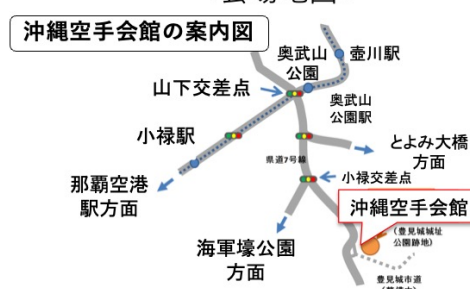 沖縄空手会館の案内図
奥武山
公園
壺川駅
山下交差点
奥武山
公園駅
小禄駅
とよみ大橋
方面
県道7号線
小禄交差点
那覇空港
駅方面
沖縄空手会館
(豊見城城址
公園跡地)
海軍壕公園
方面
豊見城市道